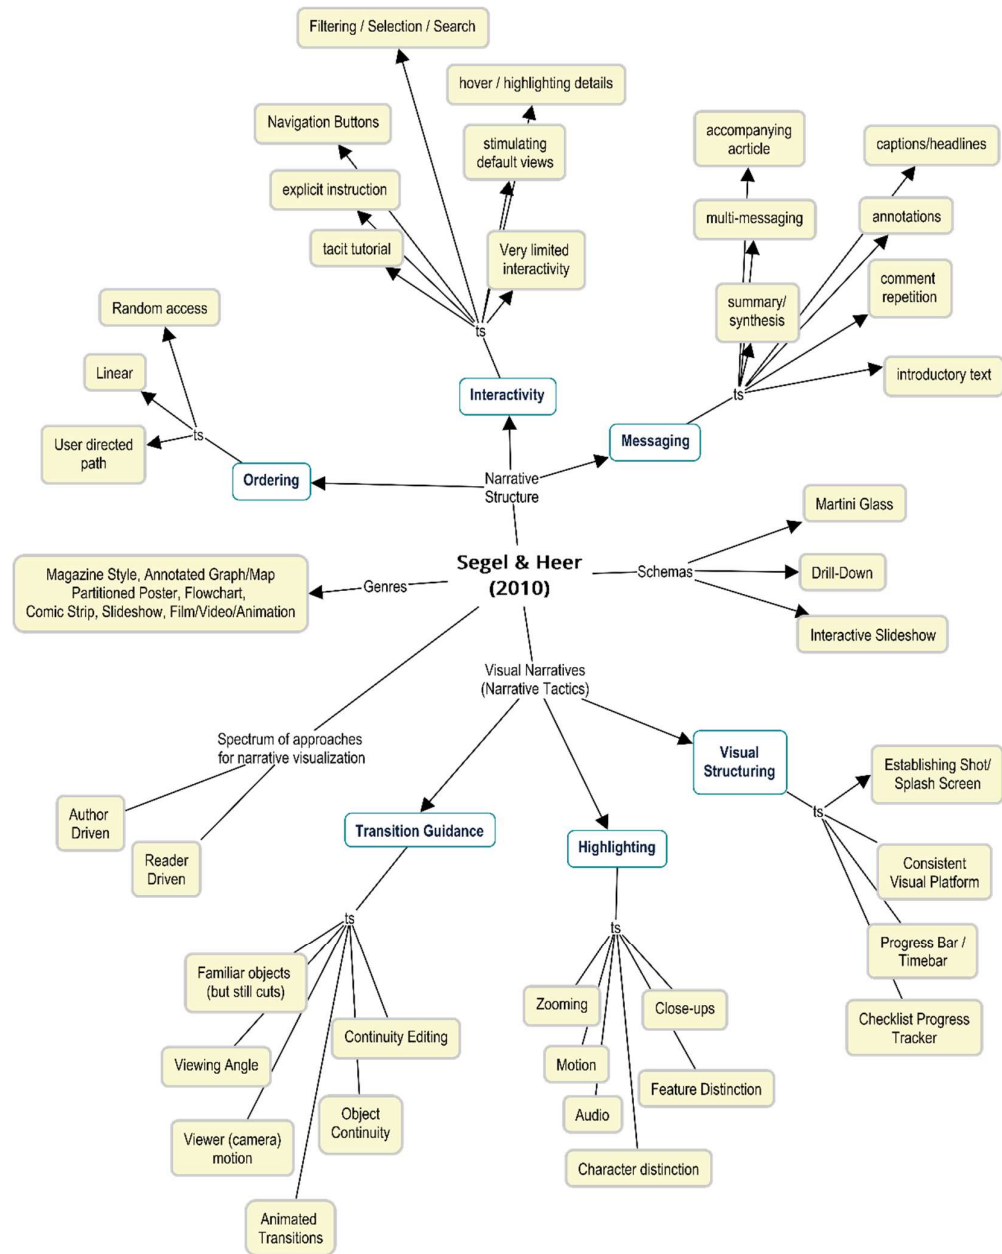 Filtering / Selection / Search
hover / highlighting details
Navigation Buttons
stimulating
default views
accompanying
acrticle
captions/headlines
explicit instruction
multi-messaging
annotations
tacit tutorial
Very limited
interactivity
comment
repetition
Random access
summary/
synthesis
ts
Linear
introductory text
Interactivity
ts
ts
User directed
path
Messaging
Ordering
Narrative
Structure
Martini Glass
Segel & Heer
(2010)
Schemas
Drill-Down
Magazine Style, Annotated Graph/Map
Partitioned Poster, Flowchart,
Comic Strip, Slideshow, Film/Video/Animation
Genres
Interactive Slideshow
Visual Narratives
(Narrative Tactics)
Spectrum of approaches
for narrative visualization
Visual
Structuring
Establishing Shot/
Splash Screen
Author
Driven
Transition Guidance
Highlighting
ts
Reader
Driven
Consistent
Visual Platform
ts
ts
Progress Bar /
Timebar
Familiar objects
(but still cuts)
Zooming
Close-ups
Continuity Editing
Checklist Progress
Tracker
Viewing Angle
Motion
Feature Distinction
Audio
Object
Continuity
Viewer (camera)
motion
Character distinction
Animated
Transitions